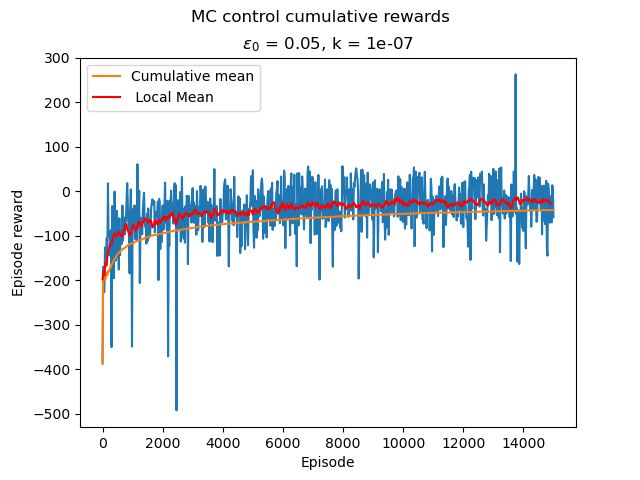 MC control cumulative rewards
ε₀ = 0.05, k = 1e-07
Cumulative mean
Local Mean
Episode reward
300
200
100
0
−100
−200
−300
−400
−500
0
2000
4000
6000
8000
10000
12000
14000
Episode